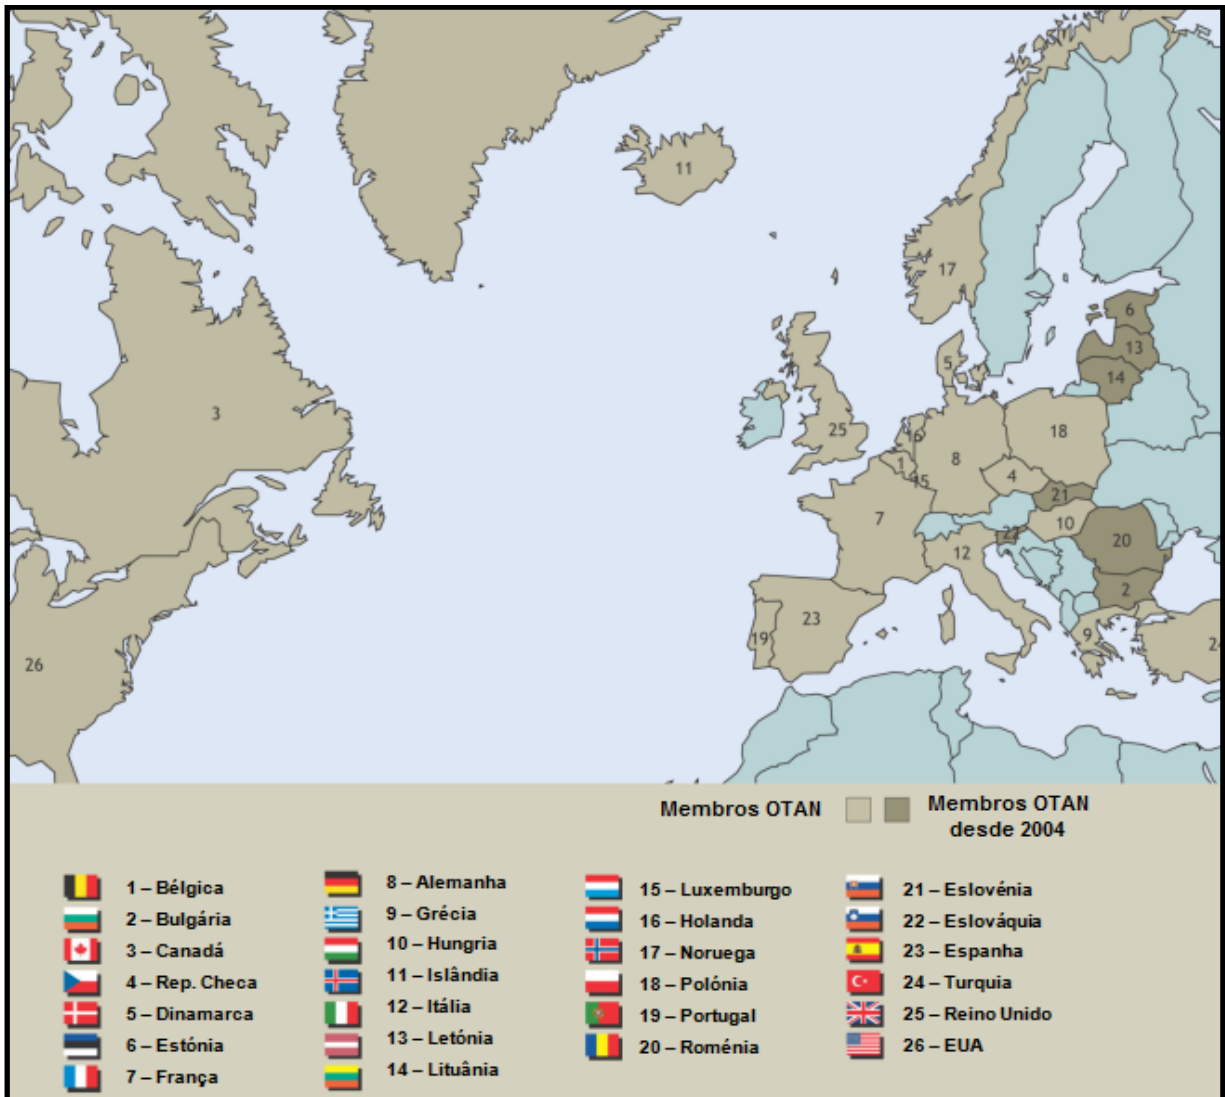 11
17
6
13
5
14
3
25
16
18
1
8
15
4
21
7
10
22
20
12
2
23
19
9
26
24
Membros OTAN
Membros OTAN
desde 2004
1 – Bélgica
2 – Bulgária
3 – Canadá
4 – Rep. Checa
5 – Dinamarca
6 – Estónia
7 – França
8 – Alemanha
9 – Grécia
10 – Hungria
11 – Islândia
12 – Itália
13 – Letónia
14 – Lituânia
15 – Luxemburgo
16 – Holanda
17 – Noruega
18 – Polónia
19 – Portugal
20 – Roménia
21 – Eslovénia
22 – Eslováquia
23 – Espanha
24 – Turquia
25 – Reino Unido
26 – EUA